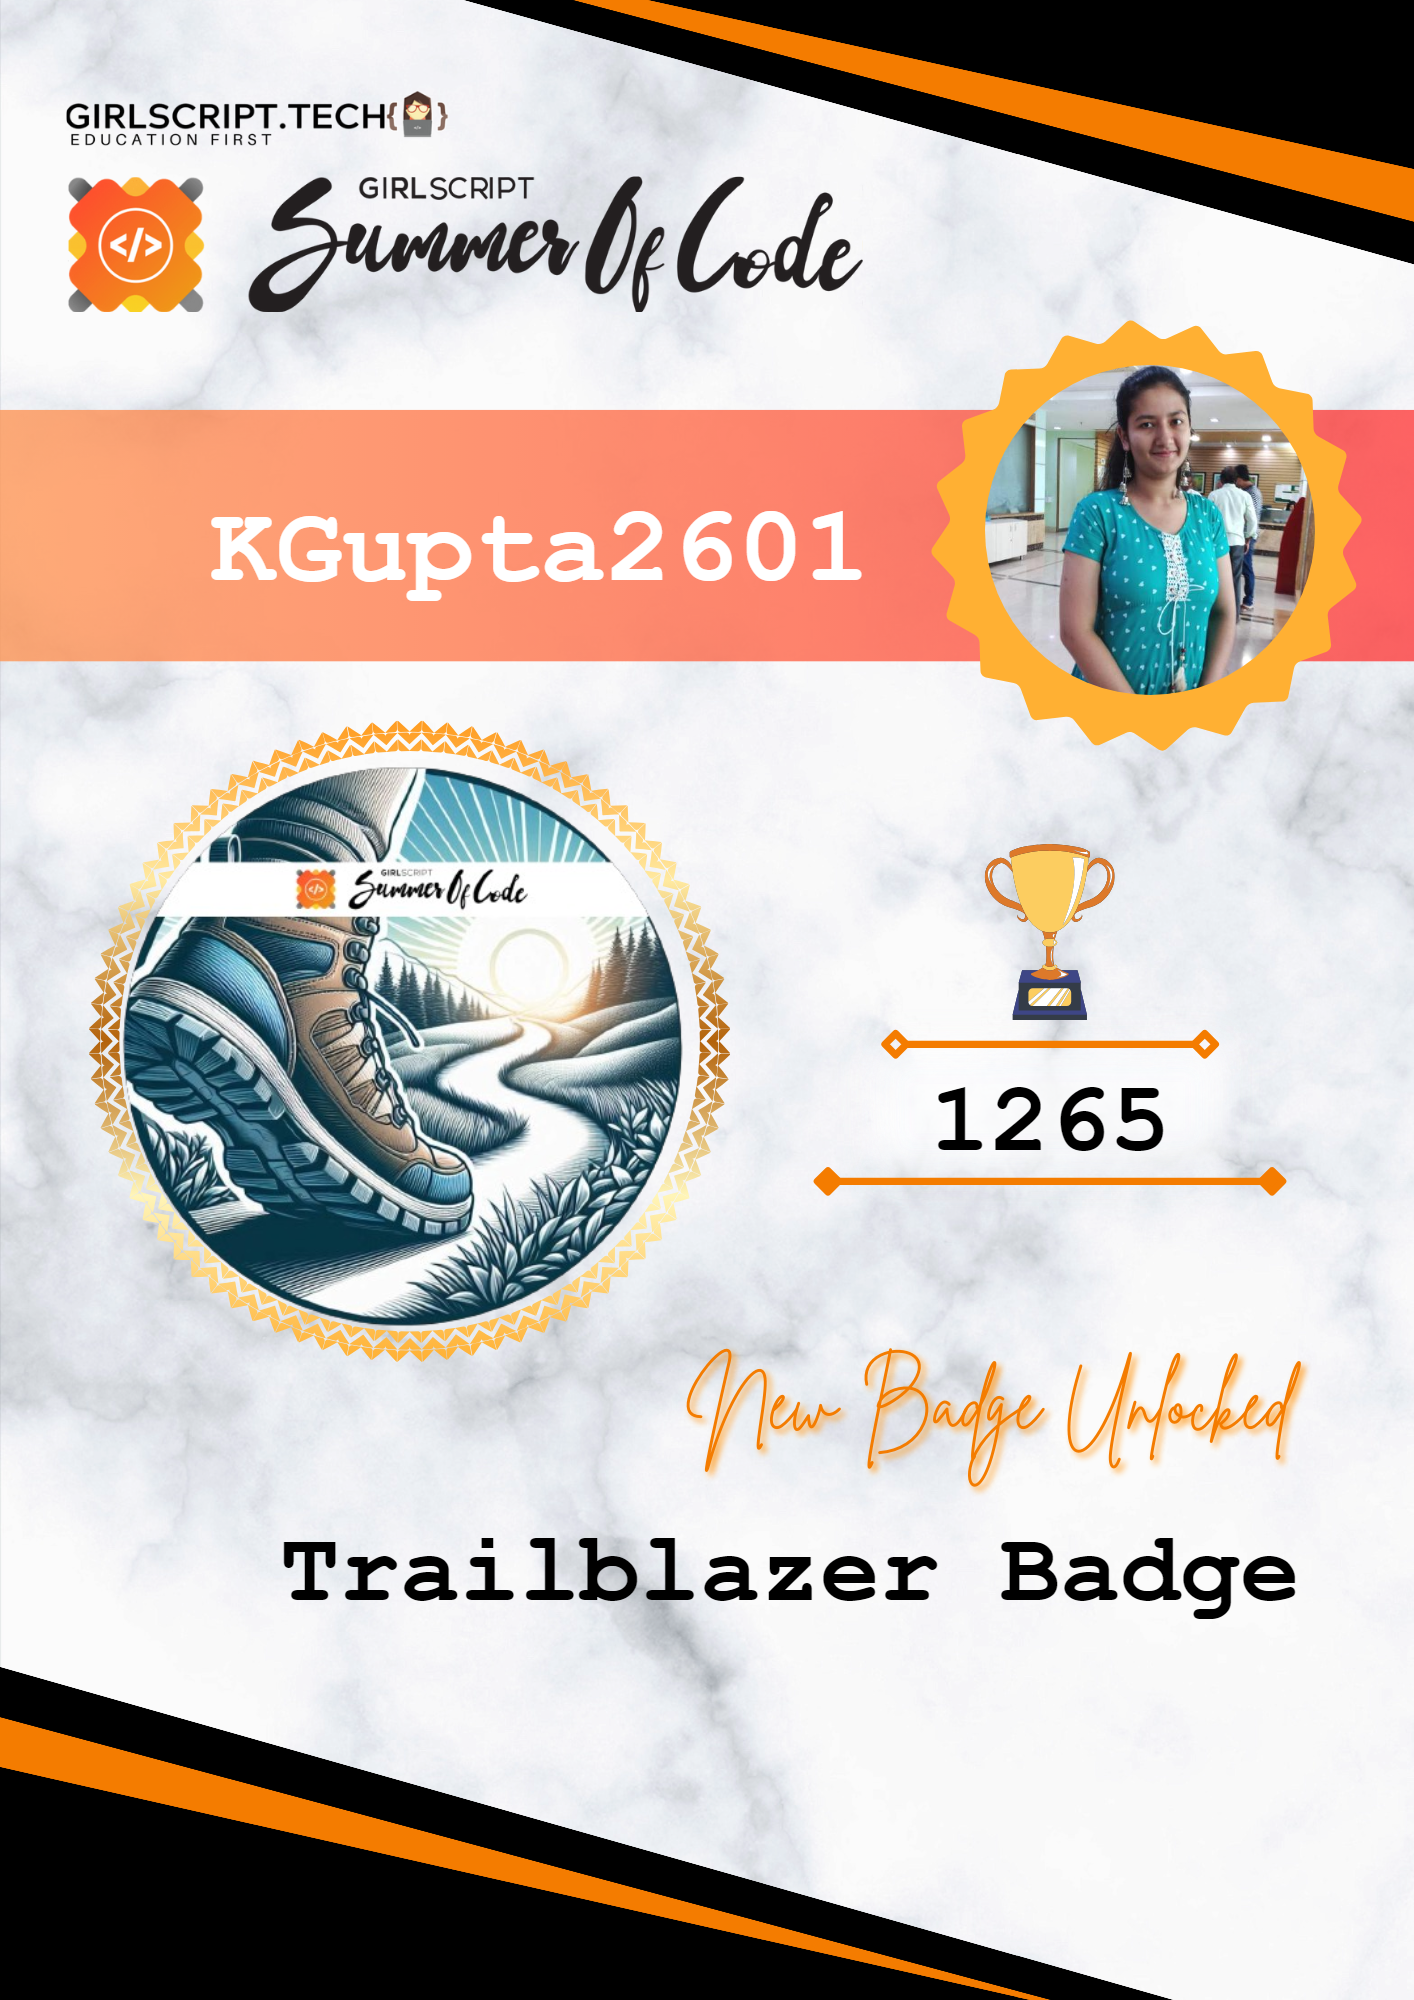 GIRLSCRIPT.TECH{ }
EDUCATION FIRST
</>
GIRLSCRIPT
Summer Of Code
KGupta2601
</>
GIRLSCRIPT
Summer Of Code
1265
New Badge Unlocked
Trailblazer Badge